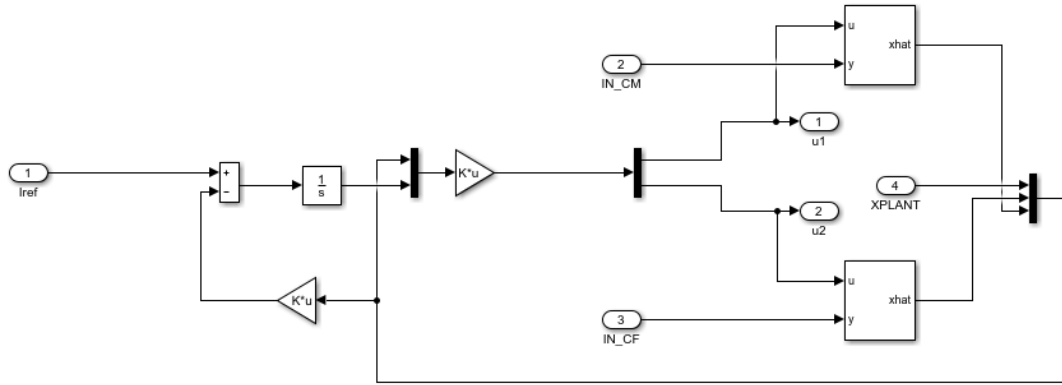 u
xhat
y
2
IN_CM
1
u1
1
Iref
+
−
1
s
K*u
4
XPLANT
2
u2
K*u
u
xhat
y
3
IN_CF